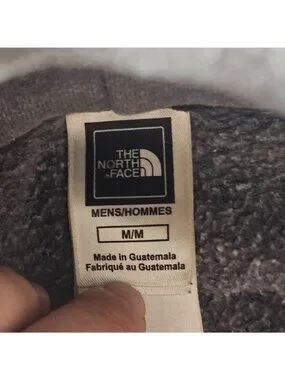 THE
NORTH
FACE
MENS/HOMMES
M/M
Made in Guatemala
Fabriqué au Guatemala